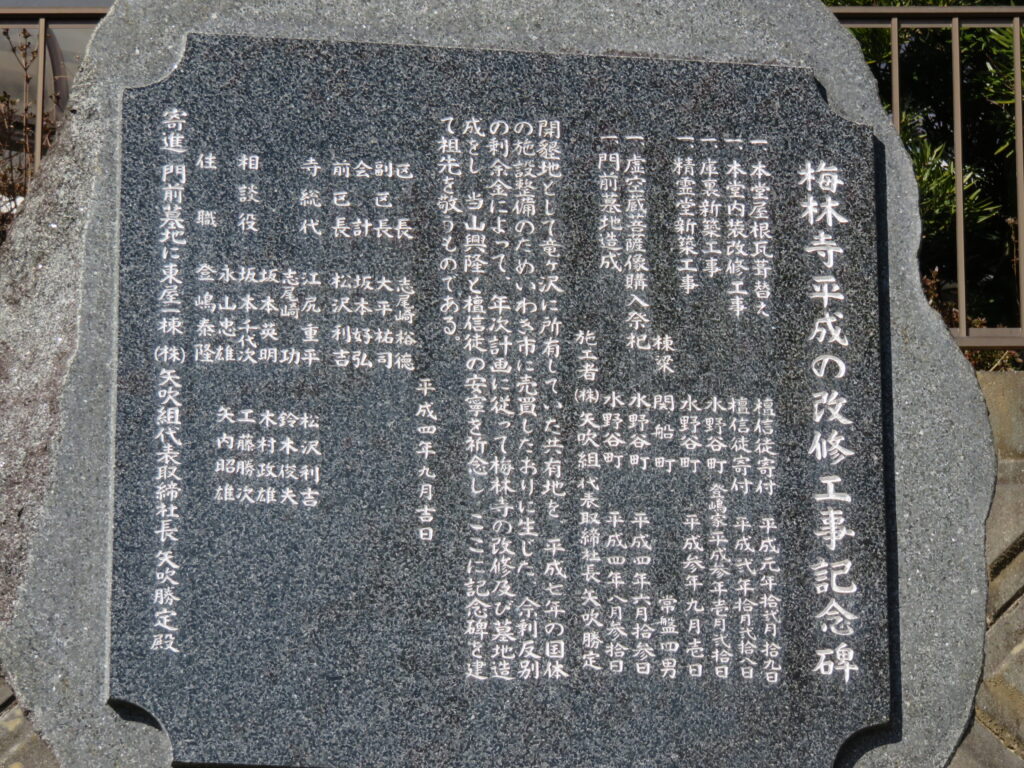 梅林寺平成の改修工事記念碑
一 本堂屋根瓦葺替え 檀信徒寄付 平成元年拾弐月拾九日
一 本堂内装改修工事 檀信徒寄付 平成弐年拾月弐拾八日
一 庫裏新築工事 水野谷町 登嶋家 平成参年壱月弐拾日
一 精霊堂新築工事 水野谷町 平成参年九月壱日
棟梁 関船町 常盤四男
一 虚空蔵菩薩像購入祭祀 水野谷町 平成四年六月拾参日
一 門前墓地造成 水野谷町 平成四年八月参拾日
施工者 (株)矢吹組代表取締社長 矢吹勝定
開墾地として竜ヶ沢に所有していた共有地を 平成七年の国体
の施設整備のためいわき市に売買したおりに生じた、余剰反別
の剰余金によって、年次計画に従って梅林寺の改修及び墓地造
成をし 当山興隆と檀信徒の安寧を祈念し ここに記念碑を建
て祖先を敬うものである。
平成四年九月吉日
区長 志尾崎裕德
副区長 大平祐司
会計 坂本好弘
前区長 松沢利吉
寺総代 江尻重平 松沢利吉
志尾崎功 鈴木俊夫
坂本英明 木村政雄
相談役 坂本千代次 工藤勝次
永山忠雄 矢内昭雄
住職 登嶋泰隆
寄進 門前墓地に東屋一棟 (株)矢吹組代表取締社長 矢吹勝定殿